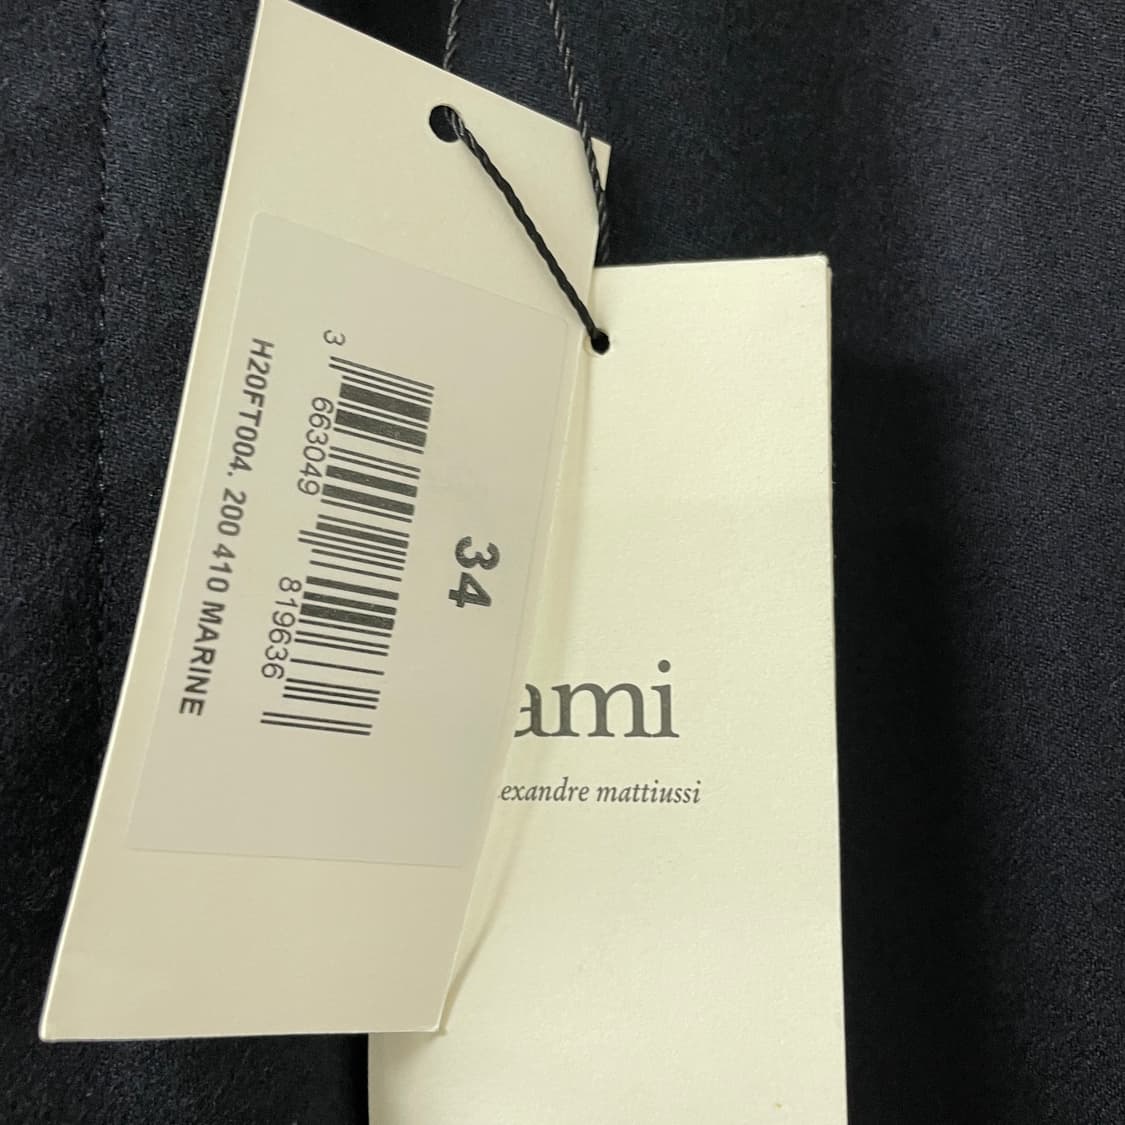 34
3 663049 819636
H20FT004. 200 410 MARINE
ami
exandre mattiussi